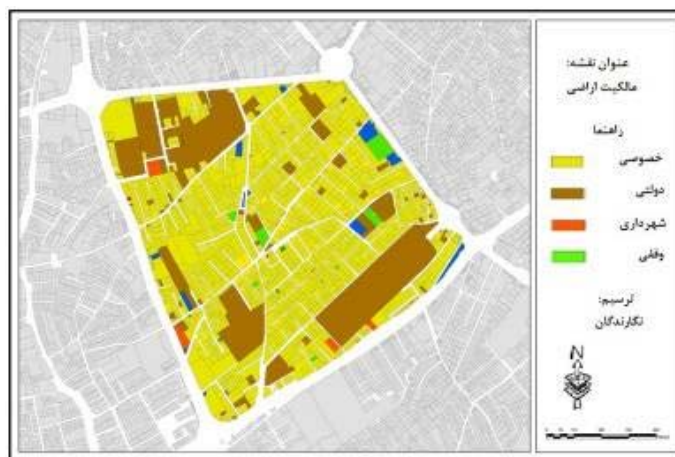 عنوان نقشه:
مالکیت اراضی
راهنما
خصوصی
دولتی
شهرداری
وقفی
ترسیم:
نگارندگان
N